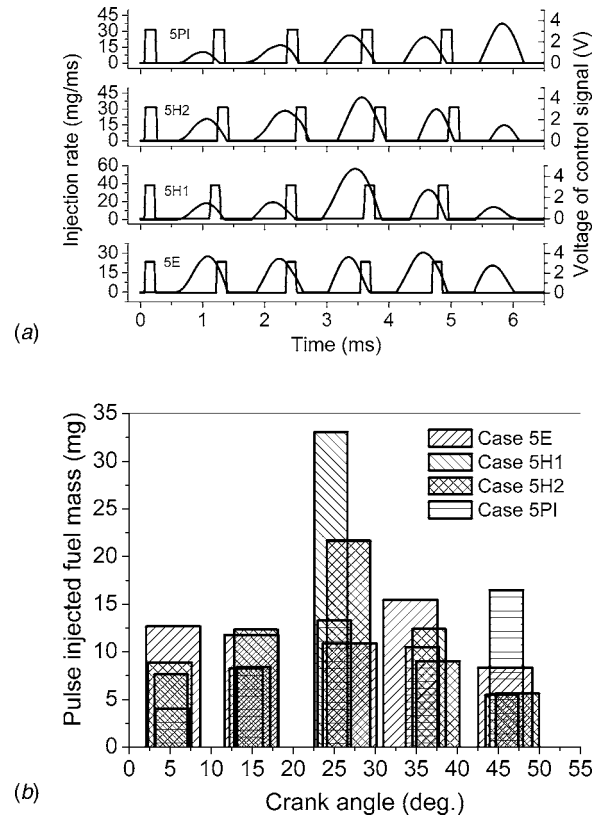 45
30
15
0
5PI
4
2
0
45
30
15
0
5H2
4
2
0
60
40
20
0
5H1
4
2
0
30
15
0
5E
4
2
0
Injection rate (mg/ms)
Voltage of control signal (V)
0 1 2 3 4 5 6
Time (ms)
(a)
35
30
25
20
15
10
5
0
Pulse injected fuel mass (mg)
Case 5E
Case 5H1
Case 5H2
Case 5PI
0 5 10 15 20 25 30 35 40 45 50 55
Crank angle (deg.)
(b)